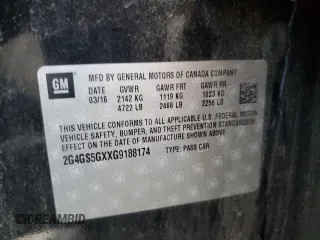 GM
MFD BY GENERAL MOTORS OF CANADA COMPANY
DATE GVWR GAWR FRT GAWR RR
03/16 2142 KG 1119 KG 1023 KG
4722 LB 2466 LB 2256 LB
THIS VEHICLE CONFORMS TO ALL APPLICABLE U.S. FEDERAL MOTOR
VEHICLE SAFETY, BUMPER, AND THEFT PREVENTION STANDARDS
IN EFFECT ON THE DATE OF MANUFACTURE SHOWN ABOVE.
2G4GS5GXXG9188174 TYPE: PASS CAR
DREAMBID